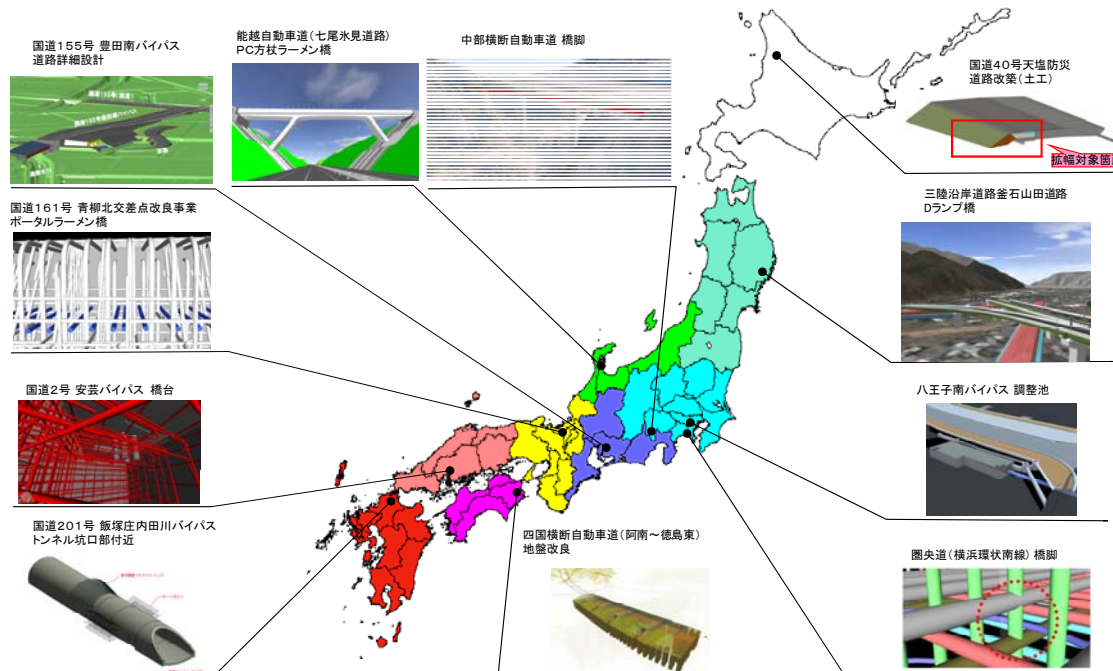 国道155号 豊田南バイパス
道路詳細設計
能越自動車道(七尾氷見道路)
PC方杖ラーメン橋
中部横断自動車道 橋脚
国道40号天塩防災
道路改築(土工)
拡幅対象箇
国道161号 青柳北交差点改良事業
ポータルラーメン橋
三陸沿岸道路釜石山田道路
Dランプ橋
国道2号 安芸バイパス 橋台
八王子南バイパス 調整池
国道201号 飯塚庄内田川バイパス
トンネル坑口部付近
四国横断自動車道(阿南~徳島東)
地盤改良
圏央道(横浜環状南線) 橋脚